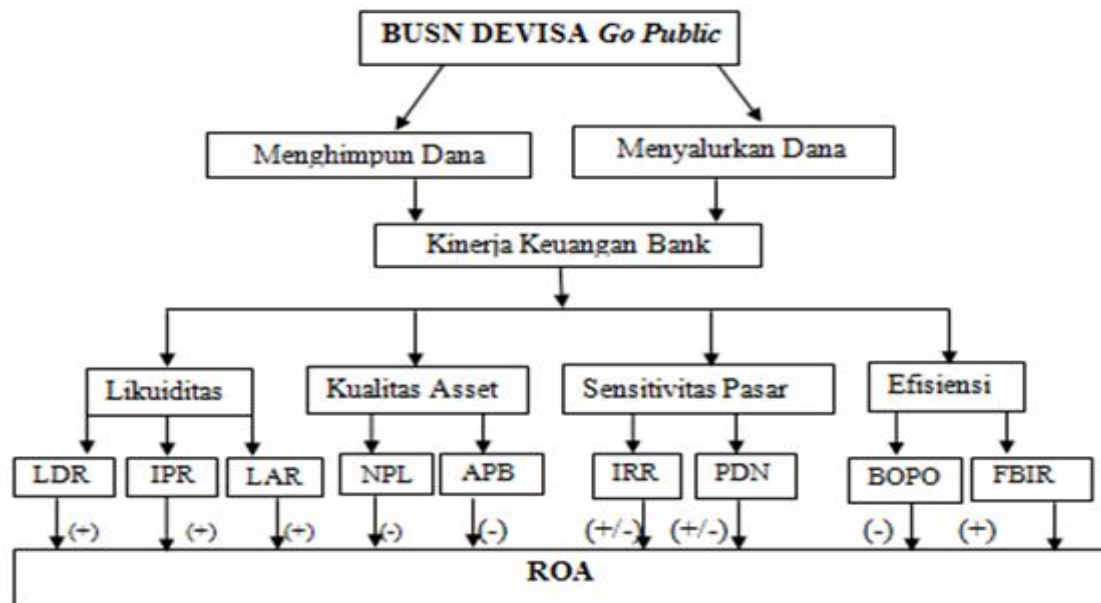 BUSN DEVISA Go Public
Menghimpun Dana
Menyalurkan Dana
Kinerja Keuangan Bank
Likuiditas
Kualitas Asset
Sensitivitas Pasar
Efisiensi
LDR
IPR
LAR
NPL
APB
IRR
PDN
BOPO
FBIR
(+)
(+)
(+)
(-)
(-)
(+/-)
(+/-)
(-)
(+)
ROA